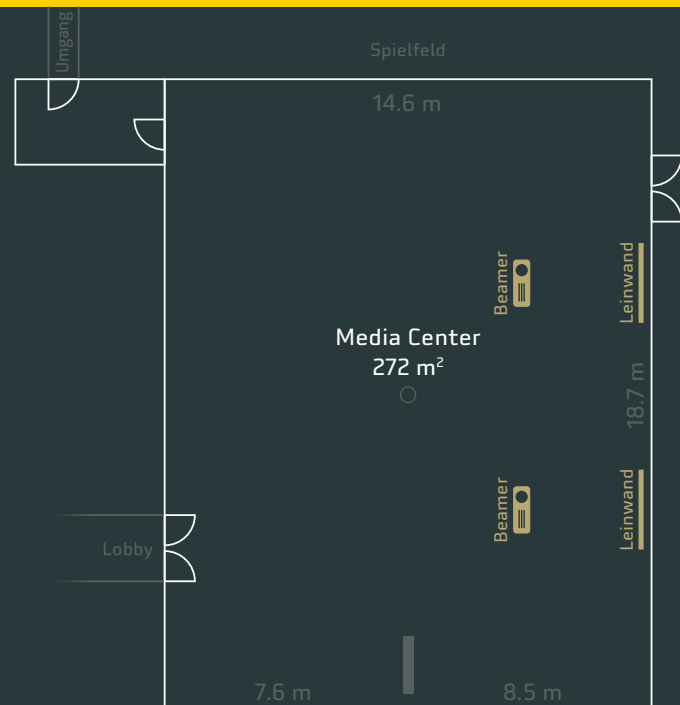 Umgang
Spielfeld
14.6 m
Beamer
Leinwand
Media Center
272 m²
18.7 m
Beamer
Leinwand
Lobby
7.6 m
8.5 m